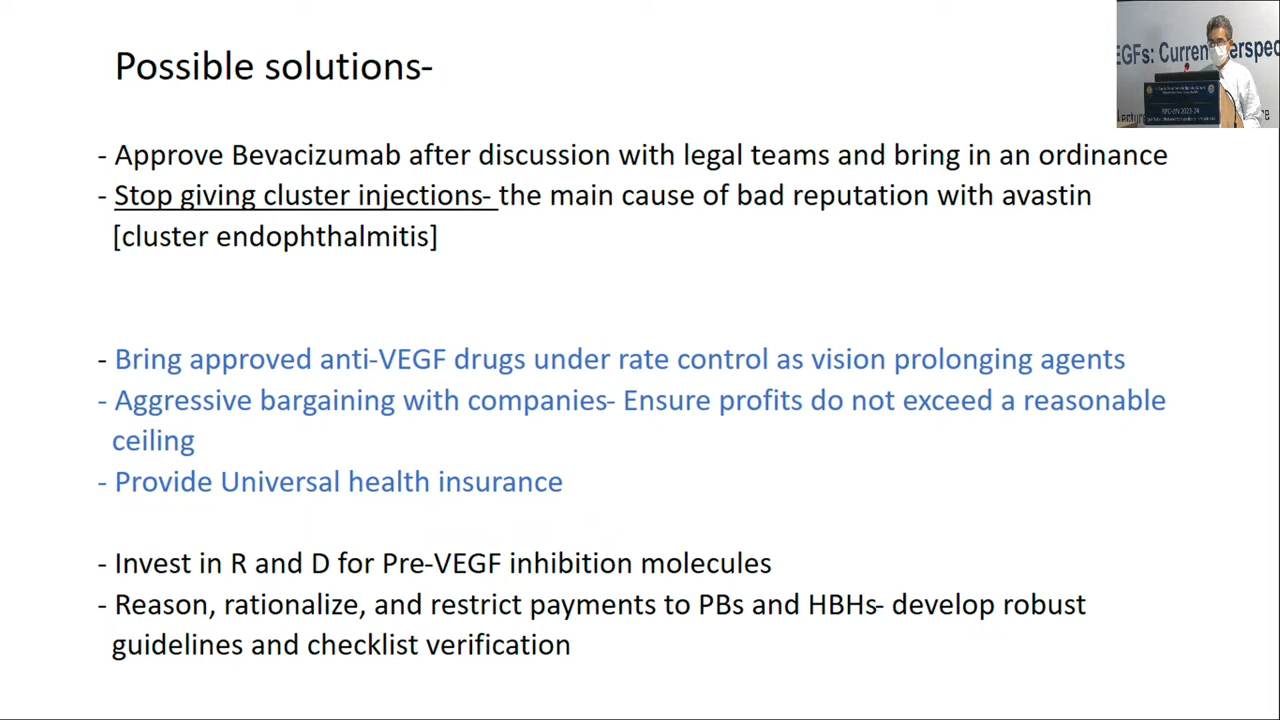 Possible solutions-
- Approve Bevacizumab after discussion with legal teams and bring in an ordinance
- Stop giving cluster injections- the main cause of bad reputation with avastin
[cluster endophthalmitis]
- Bring approved anti-VEGF drugs under rate control as vision prolonging agents
- Aggressive bargaining with companies- Ensure profits do not exceed a reasonable
ceiling
- Provide Universal health insurance
- Invest in R and D for Pre-VEGF inhibition molecules
- Reason, rationalize, and restrict payments to PBs and HBHs- develop robust
guidelines and checklist verification
EGFs: Current